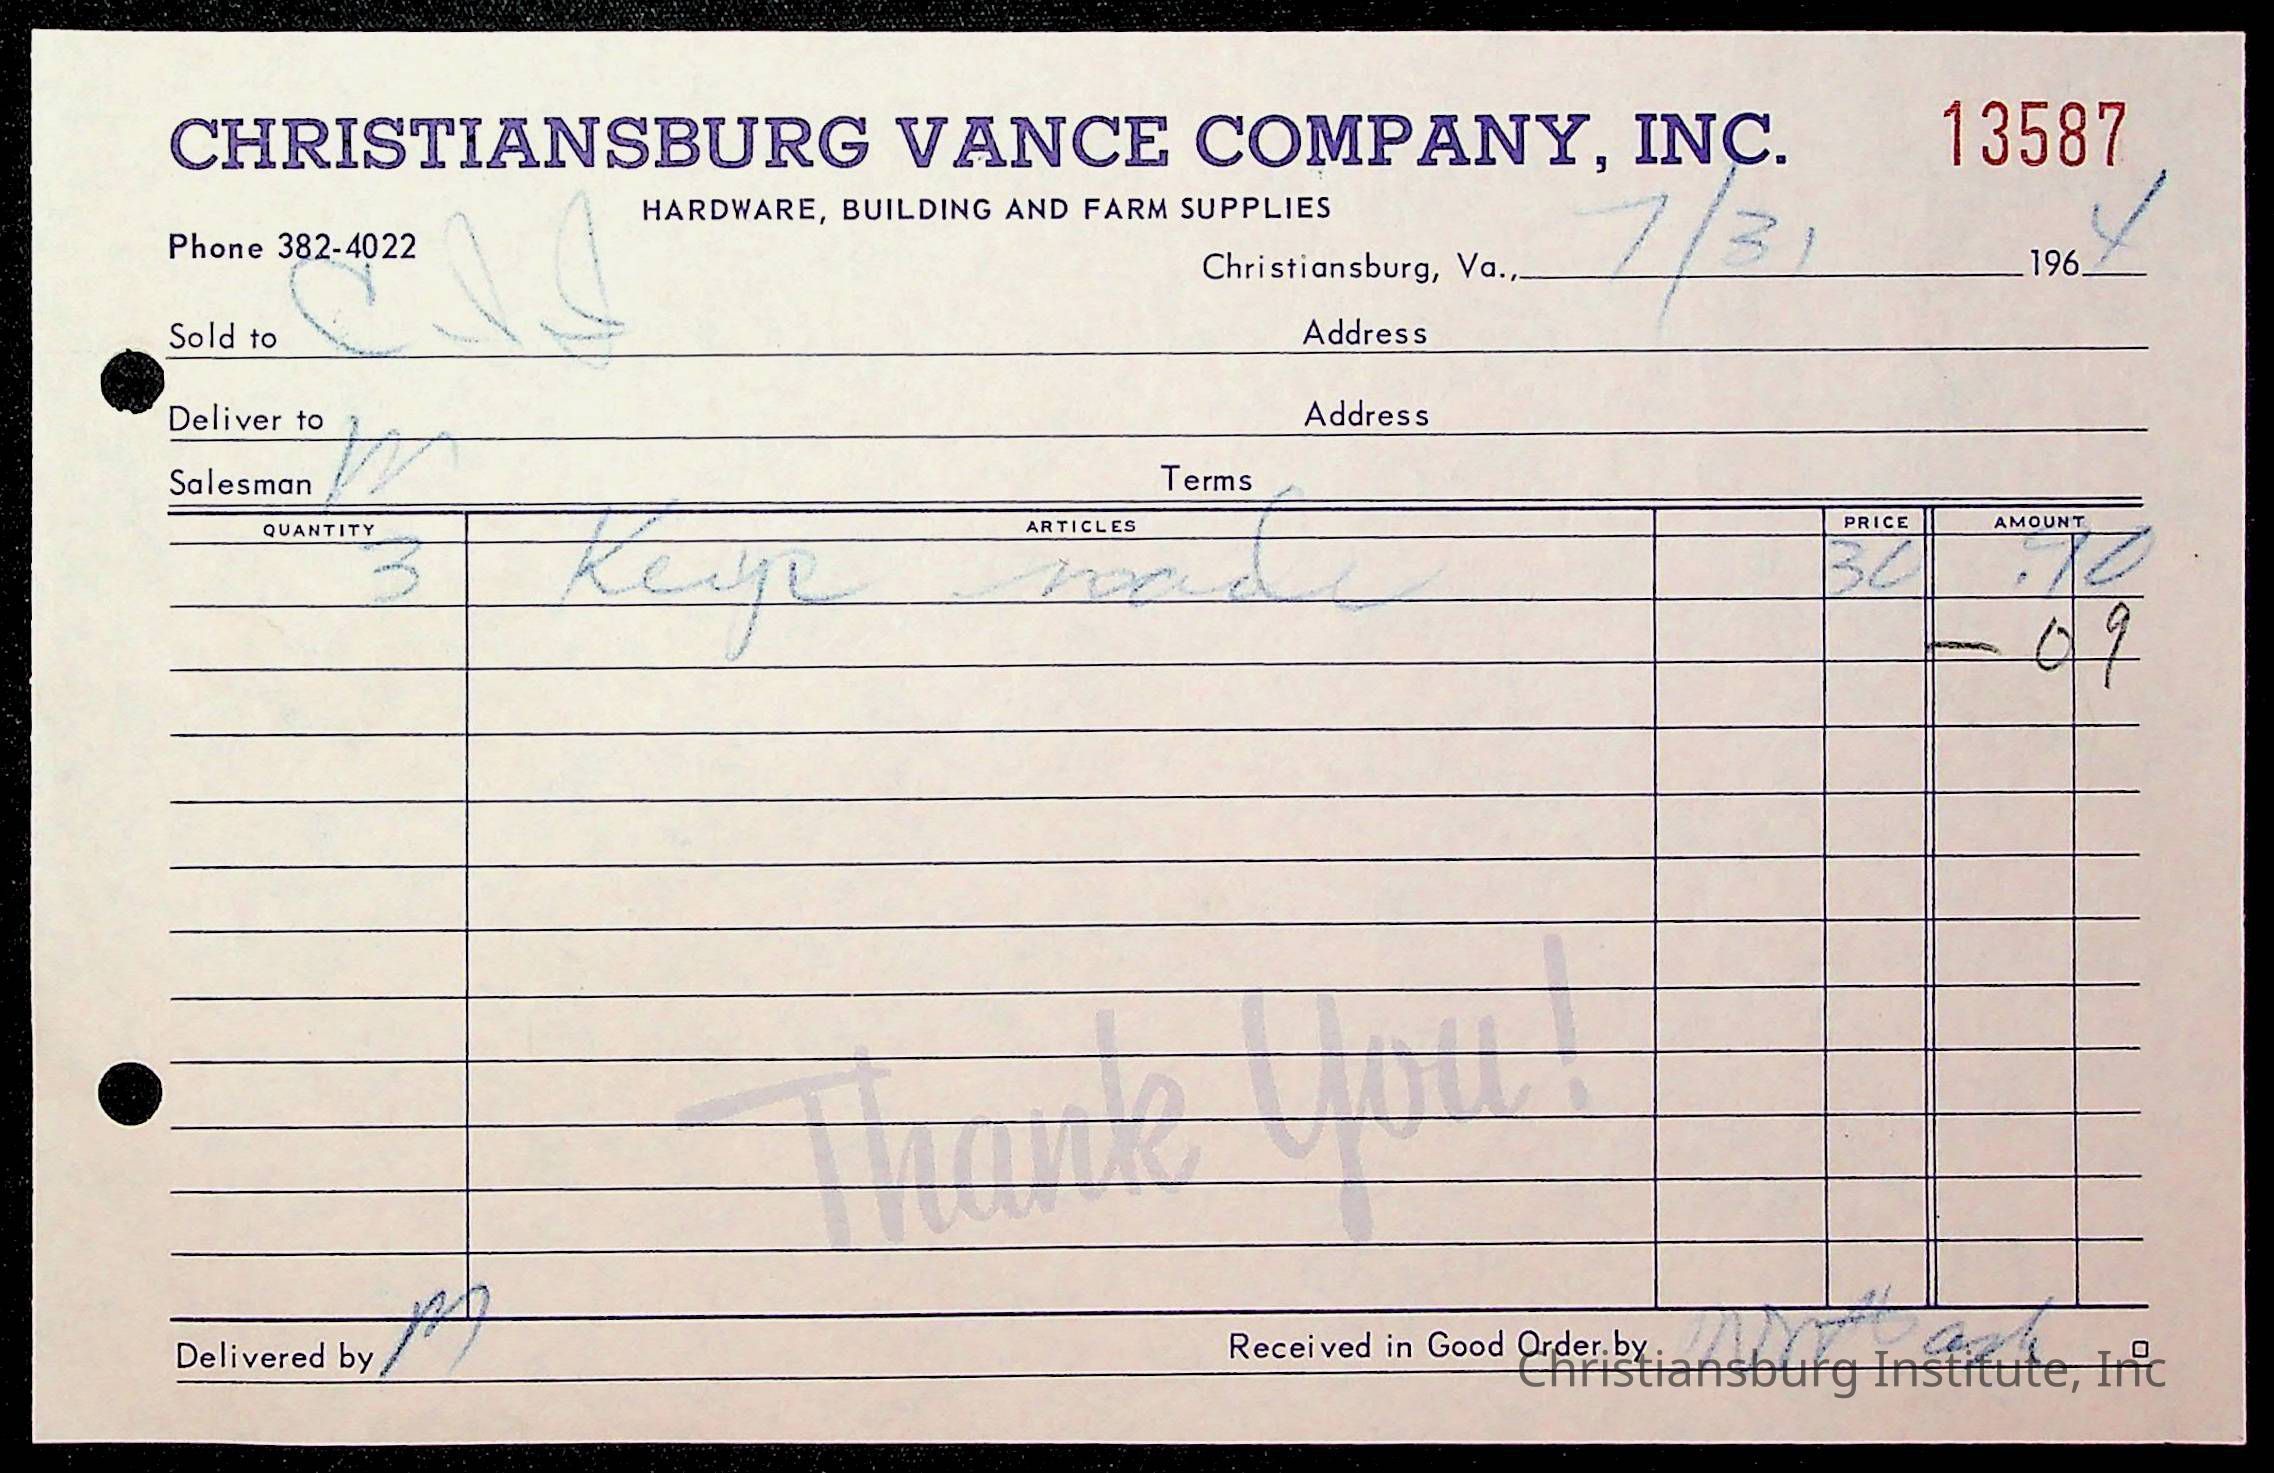 CHRISTIANSBURG VANCE COMPANY, INC. 13587
HARDWARE, BUILDING AND FARM SUPPLIES
Phone 382-4022
Christiansburg, Va., 7/31 1964
Sold to Address
Deliver to Address
Salesman M Terms
QUANTITY ARTICLES PRICE AMOUNT
3 Keys made 30 .90
— 09
Thank You!
Delivered by M Received in Good Order by
Christiansburg Institute, Inc